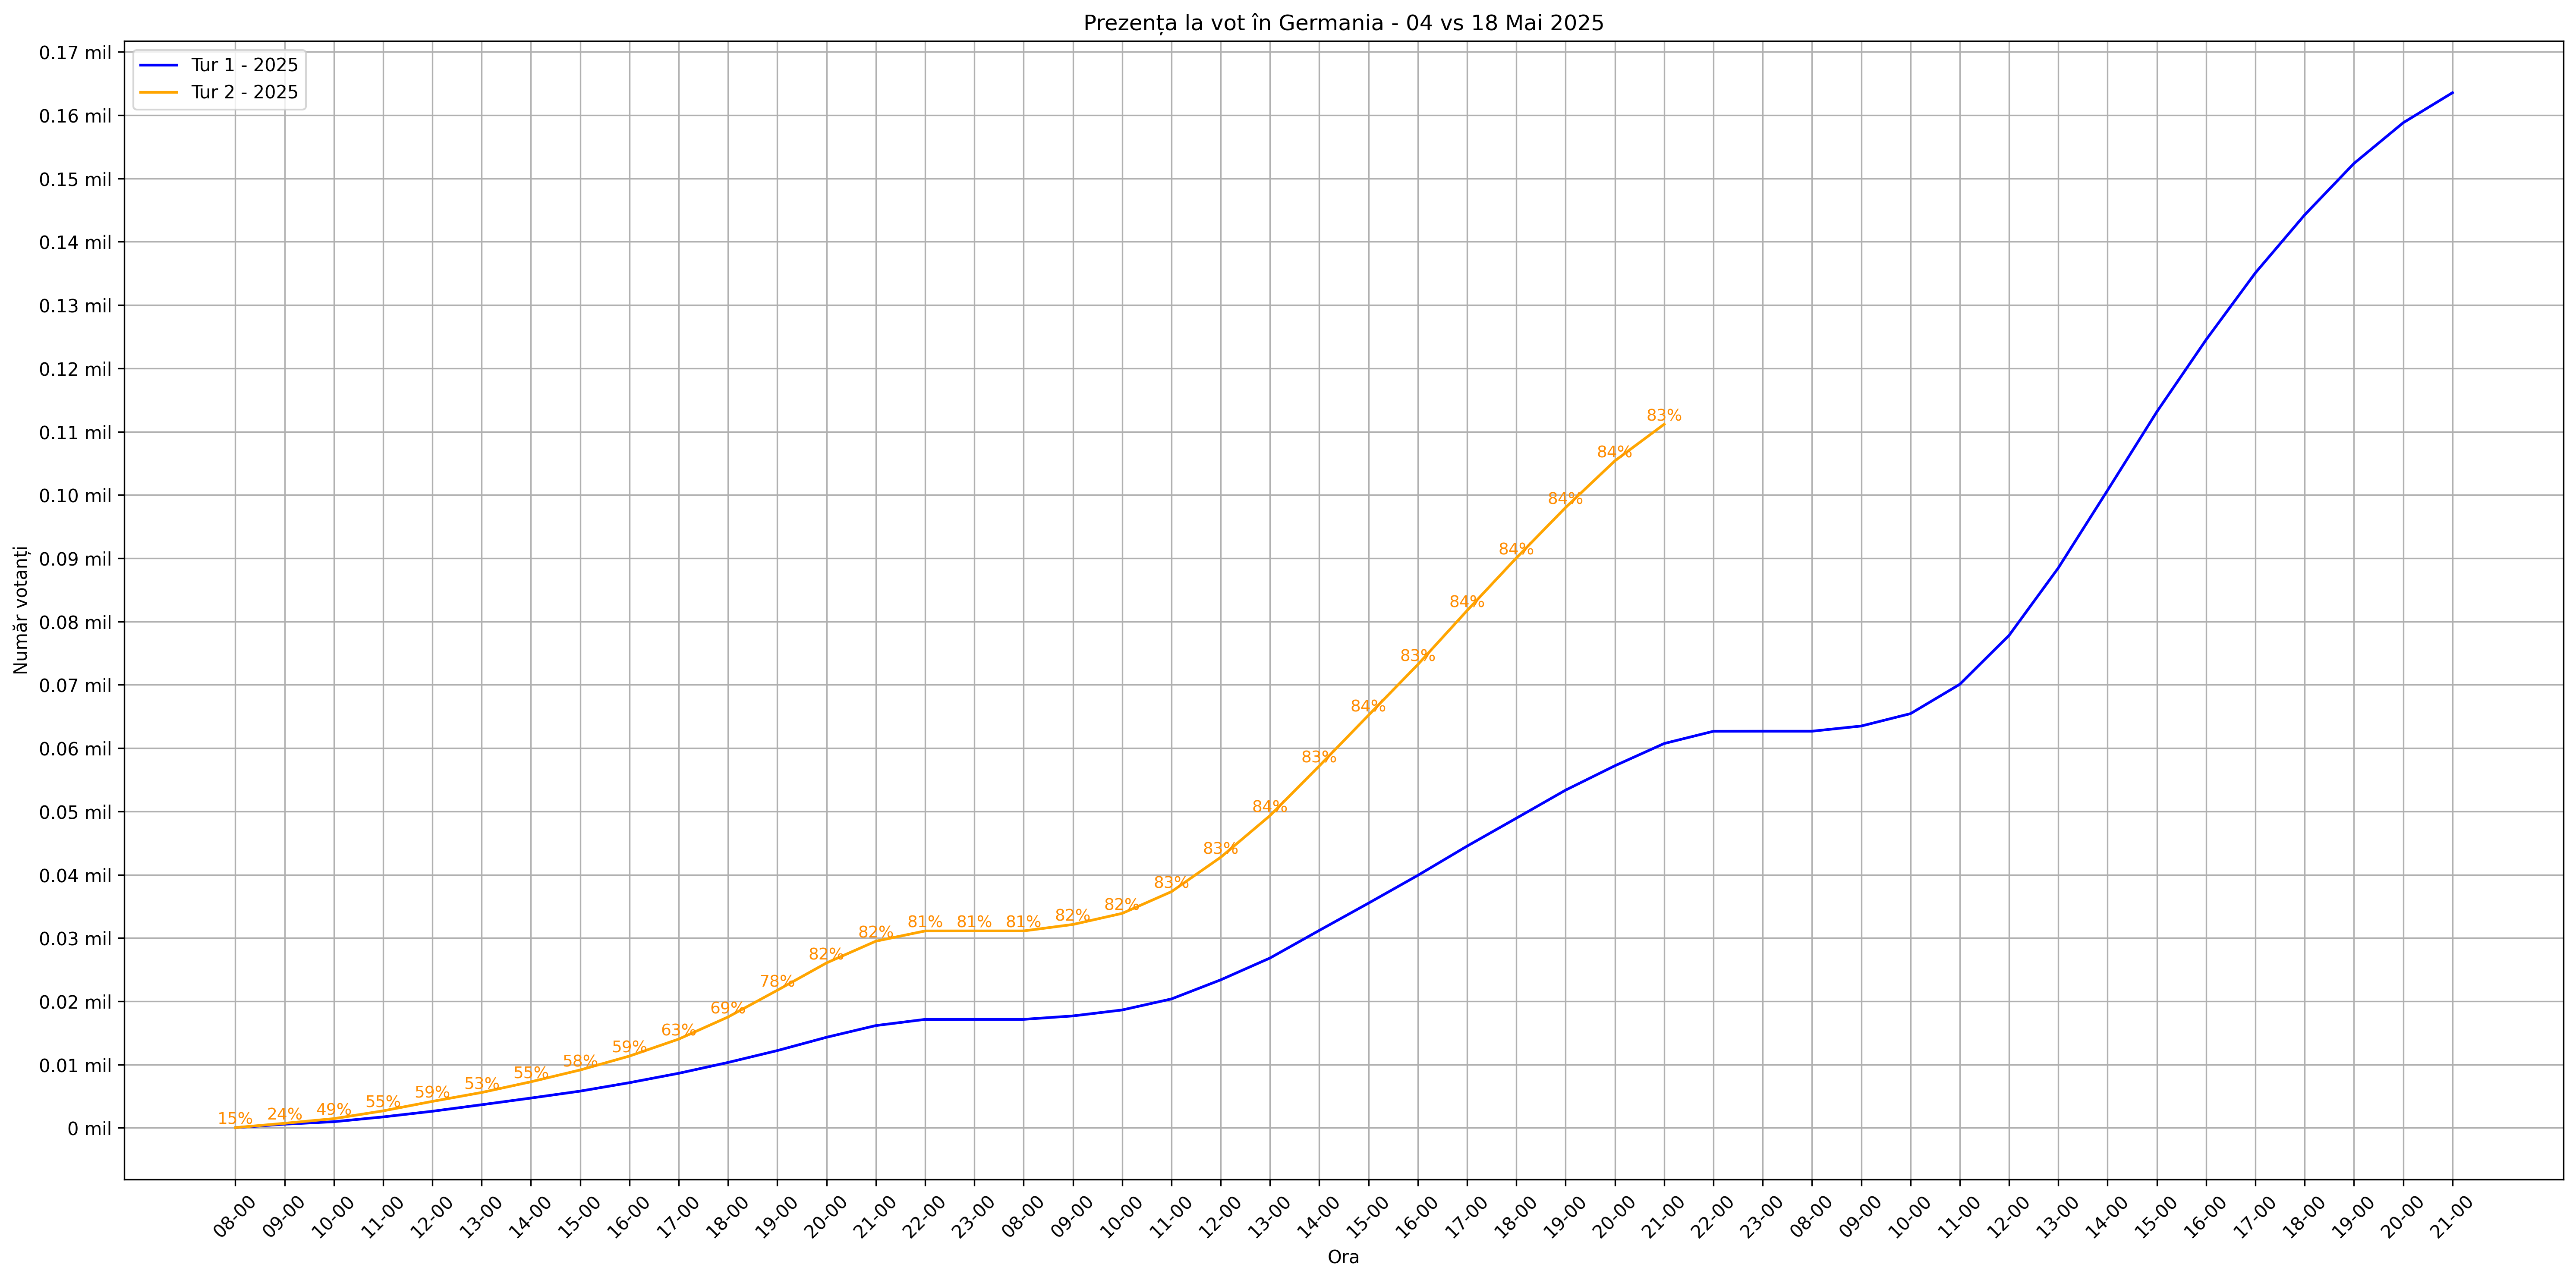 Prezența la vot în Germania - 04 vs 18 Mai 2025
Tur 1 - 2025
Tur 2 - 2025
Număr votanți
0.17 mil
0.16 mil
0.15 mil
0.14 mil
0.13 mil
0.12 mil
0.11 mil
0.10 mil
0.09 mil
0.08 mil
0.07 mil
0.06 mil
0.05 mil
0.04 mil
0.03 mil
0.02 mil
0.01 mil
0 mil
15% 24% 49% 55% 59% 53% 55% 58% 59% 63% 69% 78% 82% 82% 81% 81% 81% 82% 82% 83% 83% 84% 83% 84% 83% 84% 84% 84% 84% 83%
08-00 09-00 10-00 11-00 12-00 13-00 14-00 15-00 16-00 17-00 18-00 19-00 20-00 21-00 22-00 23-00 08-00 09-00 10-00 11-00 12-00 13-00 14-00 15-00 16-00 17-00 18-00 19-00 20-00 21-00 22-00 23-00 08-00 09-00 10-00 11-00 12-00 13-00 14-00 15-00 16-00 17-00 18-00 19-00 20-00 21-00
Ora